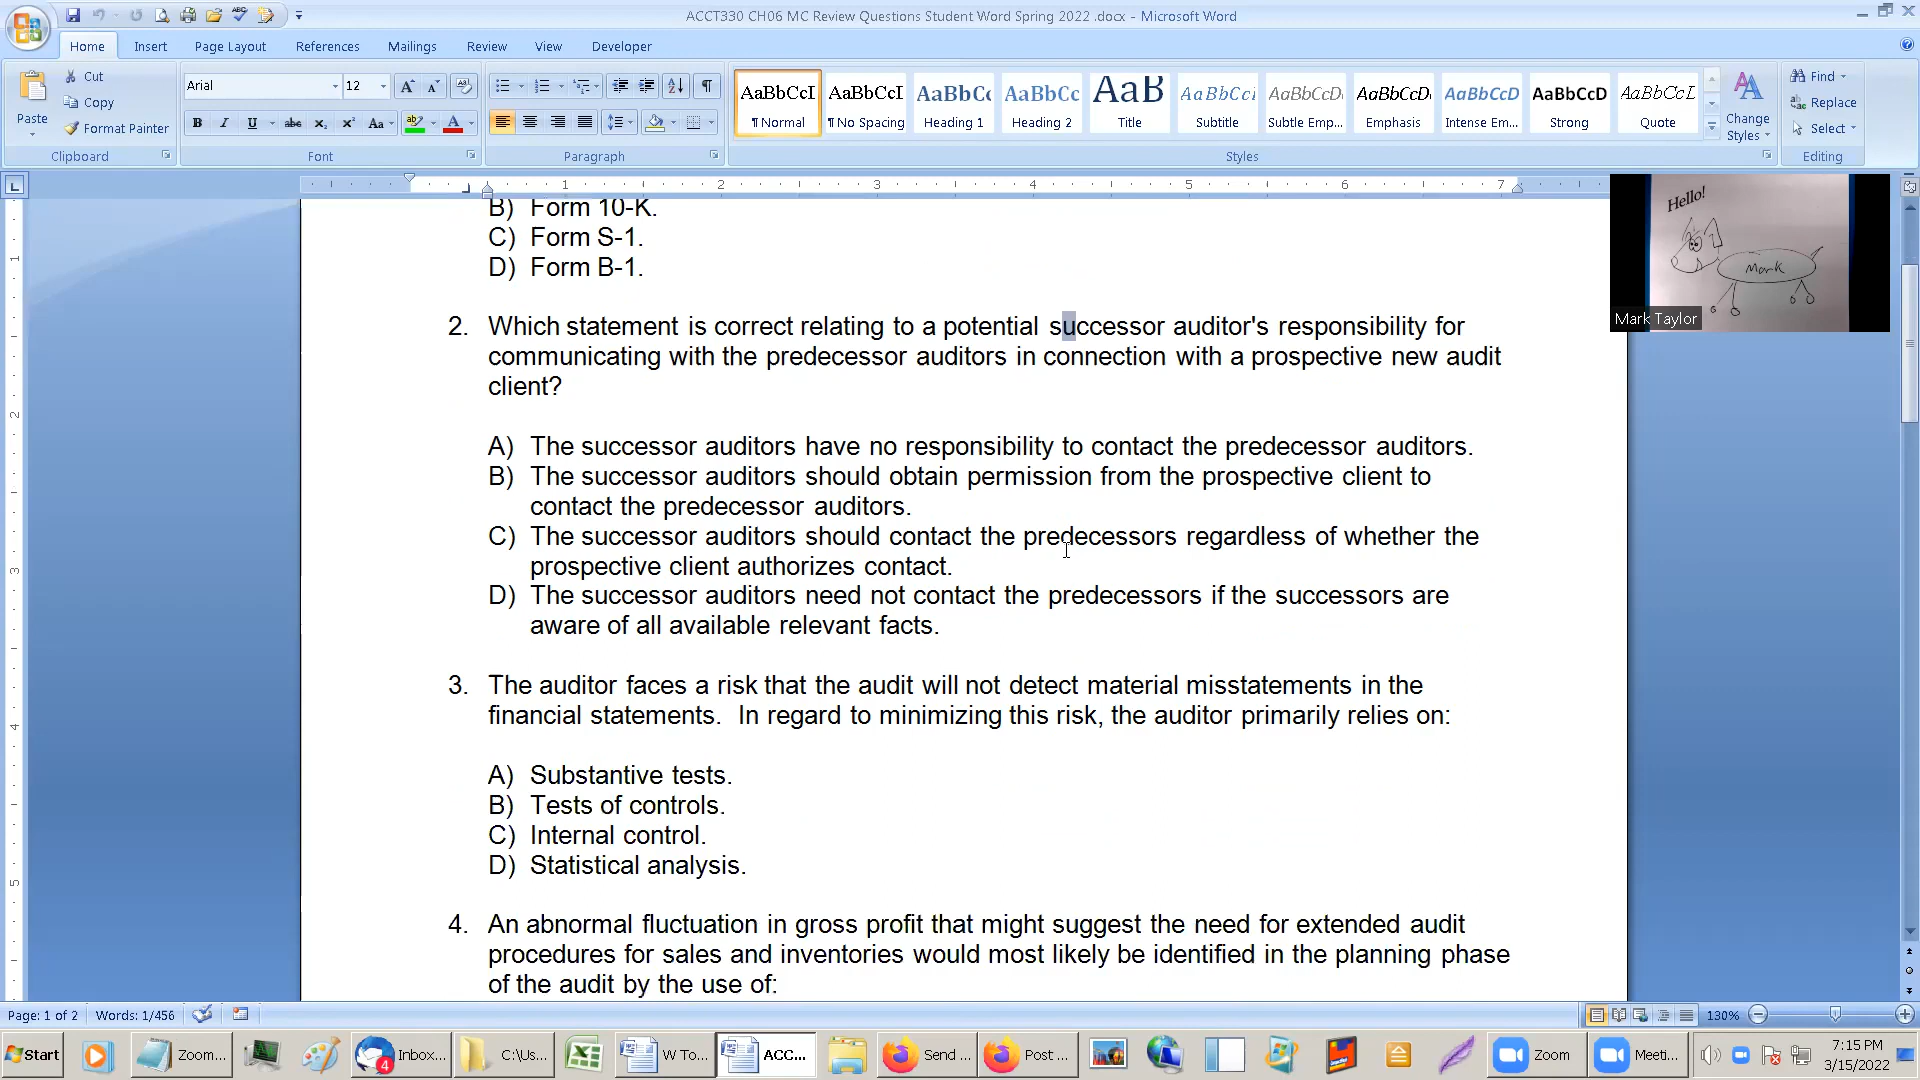 ACCT330 CH06 MC Review Questions Student Word Spring 2022 .docx - Microsoft Word
Home Insert Page Layout References Mailings Review View Developer
Paste
Cut
Copy
Format Painter
Clipboard
Arial 12
Font
Paragraph
AaBbCcI AaBbCcI AaBbCc AaBbCc AaB AaBbCcI AaBbCcD AaBbCcD AaBbCcD AaBbCcD AaBbCcL
¶ Normal ¶ No Spacing Heading 1 Heading 2 Title Subtitle Subtle Emp... Emphasis Intense Em... Strong Quote
Change Styles
Styles
Find
Replace
Select
Editing
1 2 3 4 5 6 7
B) Form 10-K.
C) Form S-1.
D) Form B-1.
2. Which statement is correct relating to a potential successor auditor's responsibility for
communicating with the predecessor auditors in connection with a prospective new audit
client?
A) The successor auditors have no responsibility to contact the predecessor auditors.
B) The successor auditors should obtain permission from the prospective client to
contact the predecessor auditors.
C) The successor auditors should contact the predecessors regardless of whether the
prospective client authorizes contact.
D) The successor auditors need not contact the predecessors if the successors are
aware of all available relevant facts.
3. The auditor faces a risk that the audit will not detect material misstatements in the
financial statements.  In regard to minimizing this risk, the auditor primarily relies on:
A) Substantive tests.
B) Tests of controls.
C) Internal control.
D) Statistical analysis.
4. An abnormal fluctuation in gross profit that might suggest the need for extended audit
procedures for sales and inventories would most likely be identified in the planning phase
of the audit by the use of:
Hello!
Mark
Mark Taylor
Page: 1 of 2 Words: 1/456 130%
Start Zoom... Inbox... C:\Us... W To... ACC... Send ... Post ... Zoom Meeti...
7:15 PM
3/15/2022